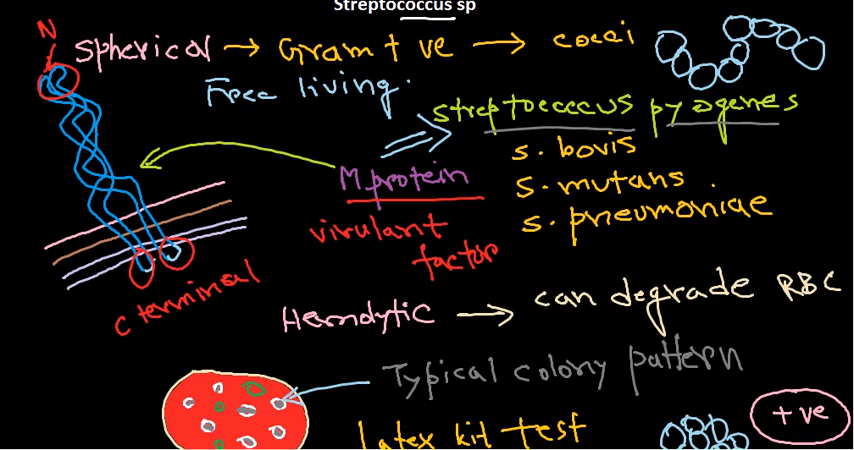 Streptococcus sp
N
Spherical → Gram + ve → cocci
Free living.
Streptococcus pyogenes
S. bovis
M protein
S. mutans
virulant
S. pneumoniae
factor
C terminal
Hemolytic → can degrade RBC
Typical colony pattern
+ ve
Latex kit test